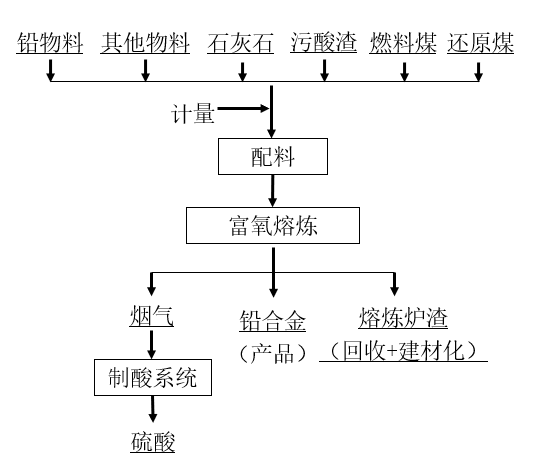 铅物料 其他物料 石灰石 污酸渣 燃料煤 还原煤
计量
配料
富氧熔炼
烟气 铅合金 熔炼炉渣
（产品） （回收+建材化）
制酸系统
硫酸